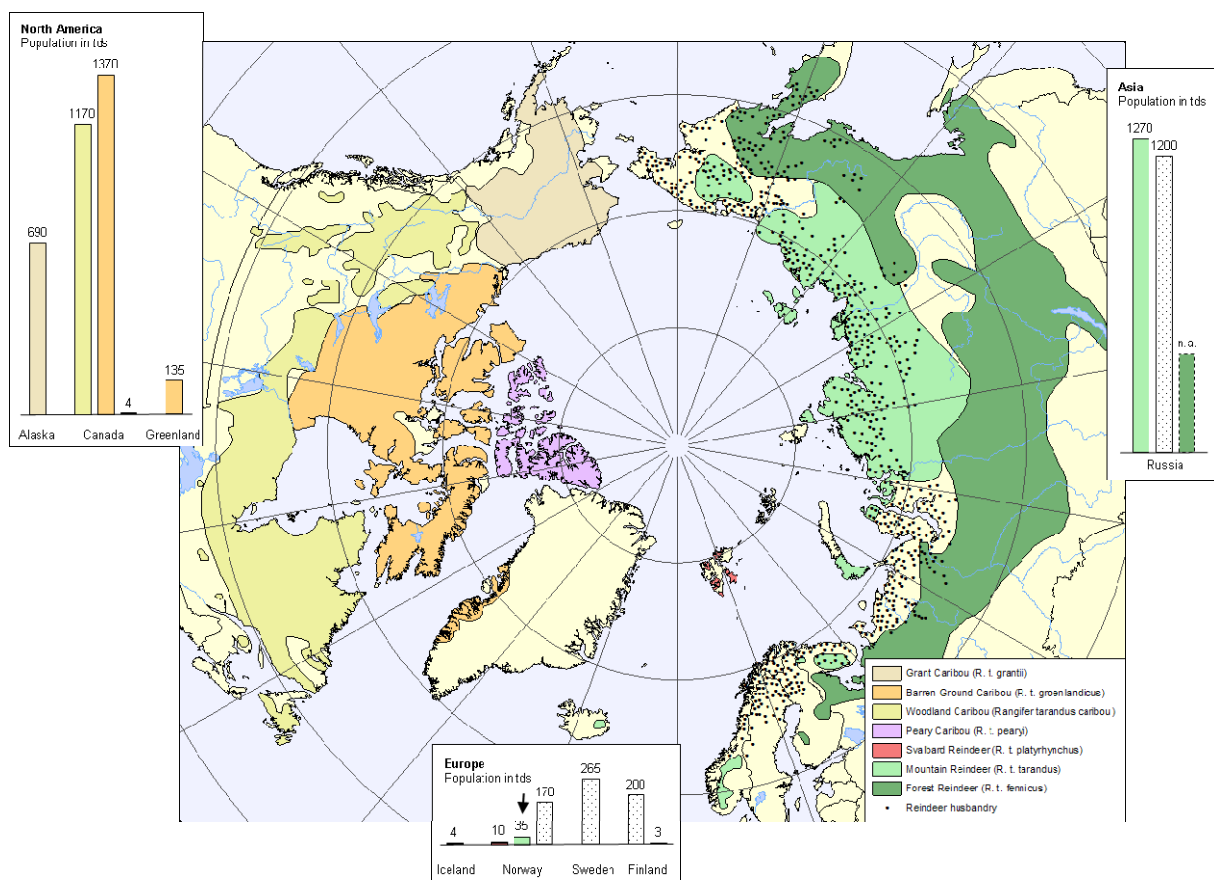 North America
Population in tds
1370
1170
690
135
4
Alaska Canada Greenland
Asia
Population in tds
1270
1200
n.a.
Russia
Europe
Population in tds
265
200
170
35
10
4
3
Iceland Norway Sweden Finland
Grant Caribou (R. t. grantii)
Barren Ground Caribou (R. t. groenlandicus)
Woodland Caribou (Rangifer tarandus caribou)
Peary Caribou (R. t. pearyi)
Svabard Reindeer (R. t. platyrhynchus)
Mountain Reindeer (R. t. tarandus)
Forest Reindeer (R. t. fennicus)
Reindeer husbandry